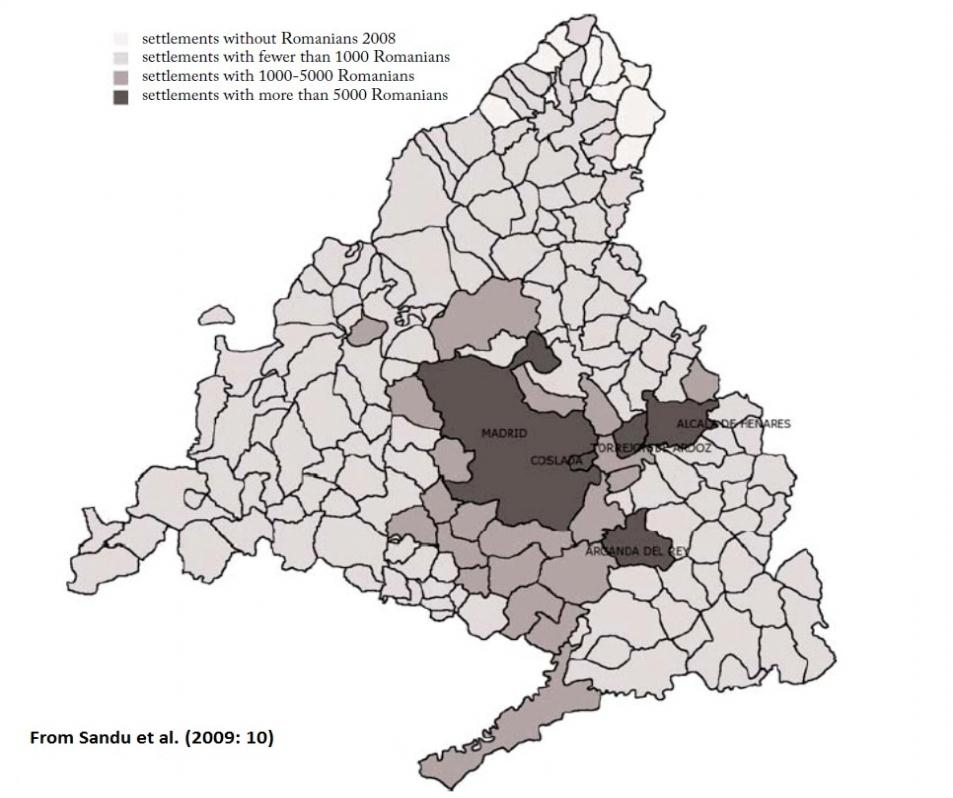 settlements without Romanians 2008
settlements with fewer than 1000 Romanians
settlements with 1000-5000 Romanians
settlements with more than 5000 Romanians
ALCALA DE HENARES
MADRID
TORREJON DE ARDOZ
COSLADA
ARGANDA DEL REY
From Sandu et al. (2009: 10)